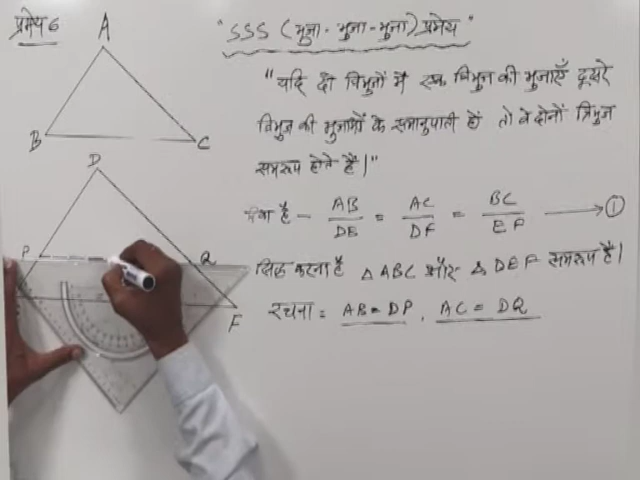 प्रमेय 6
"SSS (भुजा-भुजा-भुजा) प्रमेय"
"यदि दो त्रिभुजों में एक त्रिभुज की भुजाएँ दूसरे
त्रिभुज की भुजाओं के समानुपाती हों तो वे दोनों त्रिभुज
समरूप होते है।"
दिया है - AB/DE = AC/DF = BC/EF ⟶ ①
सिद्ध करना है △ABC और △DEF समरूप है।
रचना = AB = DP, AC = DQ
A
B
C
D
P
Q
F